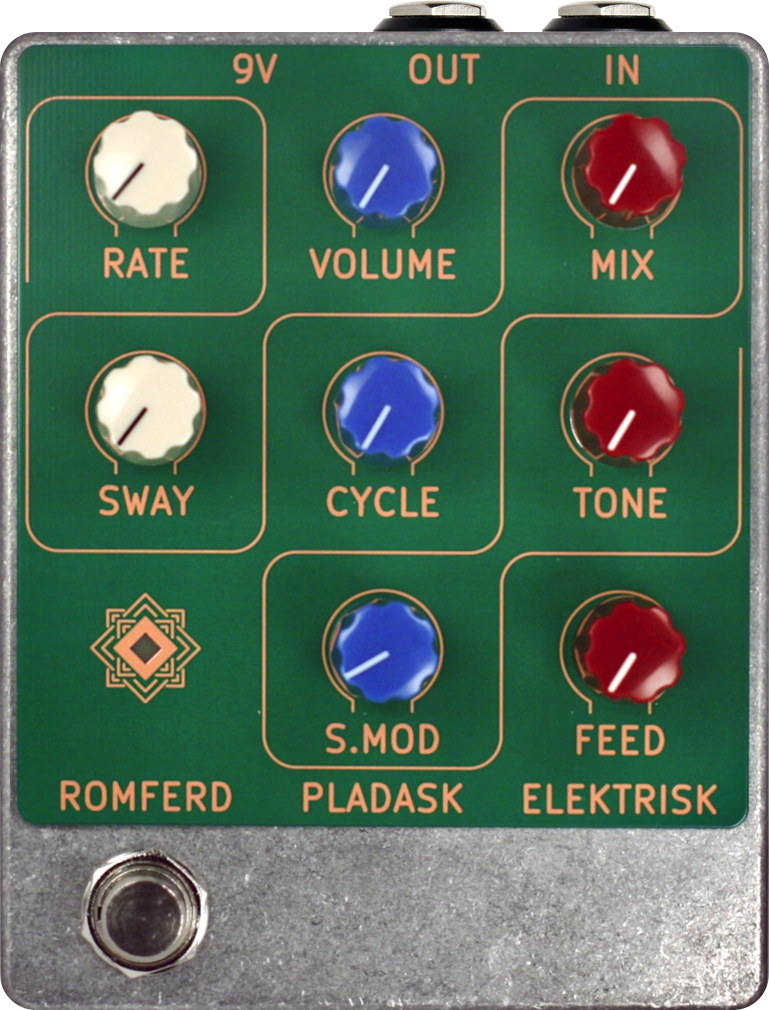 9V OUT IN
RATE VOLUME MIX
SWAY CYCLE TONE
S.MOD FEED
ROMFERD PLADASK ELEKTRISK